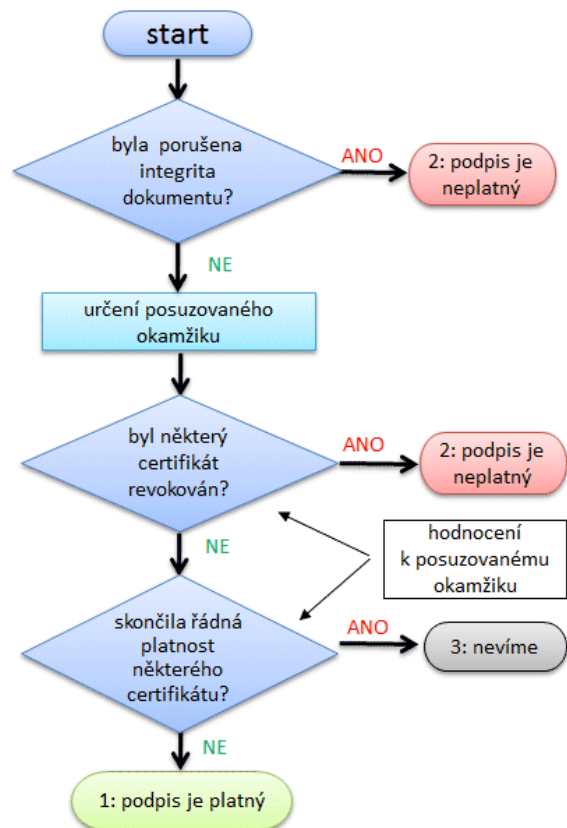 start
byla porušena
integrita
dokumentu?
ANO
2: podpis je
neplatný
NE
určení posuzovaného
okamžiku
byl některý
certifikát
revokován?
ANO
2: podpis je
neplatný
NE
hodnocení
k posuzovanému
okamžiku
skončila řádná
platnost
některého
certifikátu?
ANO
3: nevíme
NE
1: podpis je platný